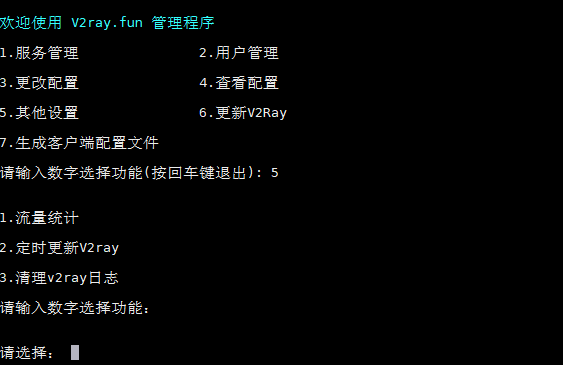 欢迎使用 V2ray.fun 管理程序
1.服务管理 2.用户管理
3.更改配置 4.查看配置
5.其他设置 6.更新V2Ray
7.生成客户端配置文件
请输入数字选择功能(按回车键退出): 5
1.流量统计
2.定时更新V2ray
3.清理v2ray日志
请输入数字选择功能：
请选择：